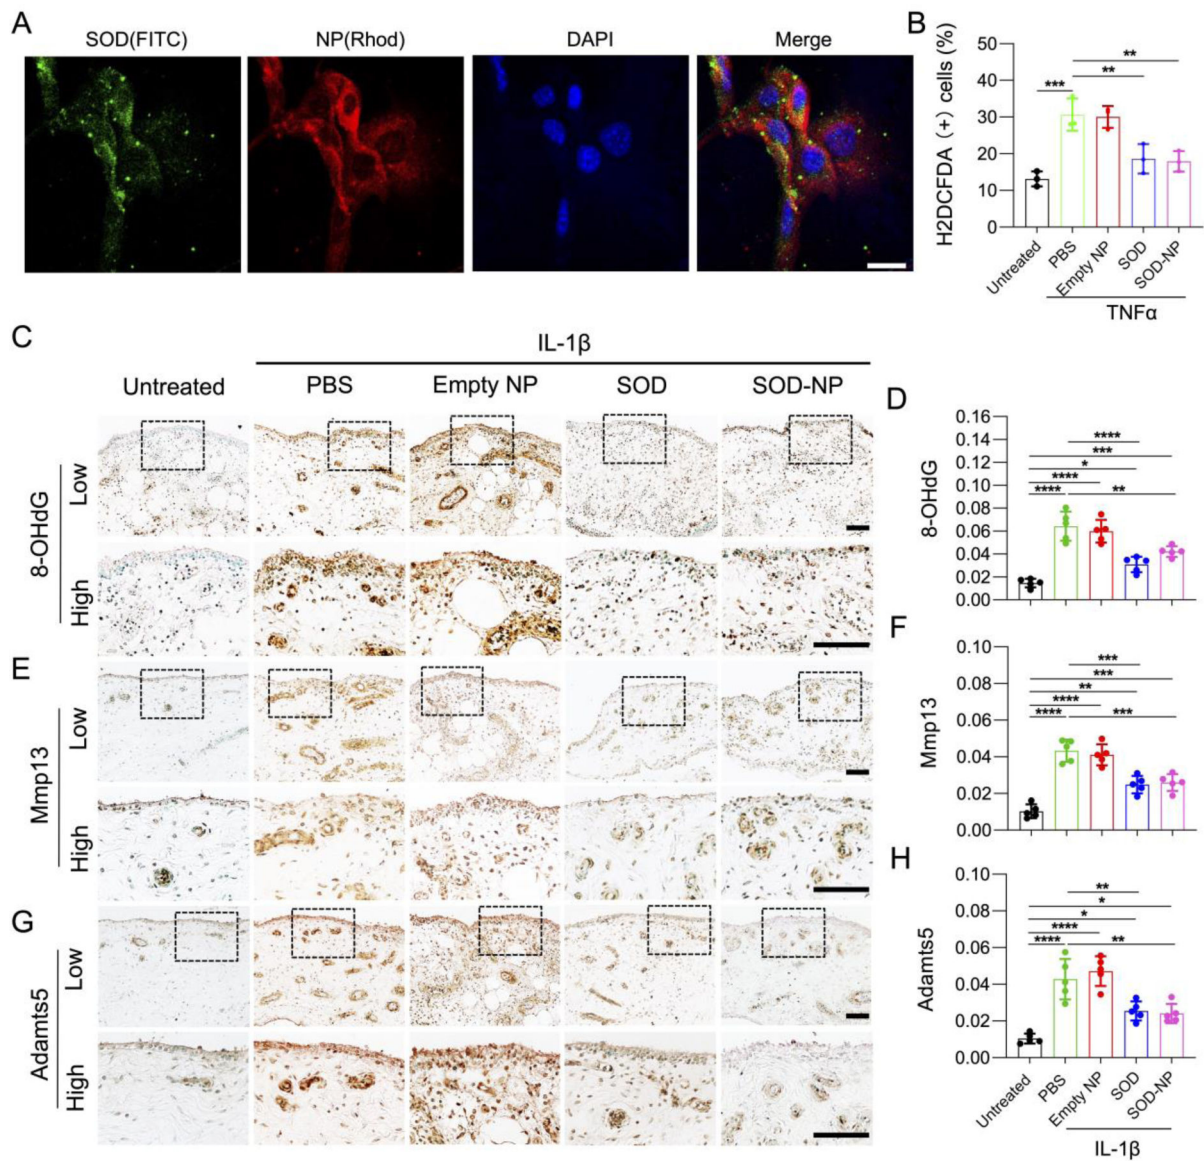 A
SOD(FITC)
NP(Rhod)
DAPI
Merge
B
H2DCFDA (+) cells (%)
50
40
30
20
10
0
***
**
**
Untreated
PBS
Empty NP
SOD
SOD-NP
TNFα
C
IL-1β
Untreated
PBS
Empty NP
SOD
SOD-NP
8-OHdG
Low
High
D
8-OHdG
0.16
0.14
0.12
0.10
0.08
0.06
0.04
0.02
0.00
****
***
*
****
****
**
E
Mmp13
Low
High
F
Mmp13
0.10
0.08
0.06
0.04
0.02
0.00
***
***
**
****
****
***
G
Adamts5
Low
High
H
Adamts5
0.10
0.08
0.06
0.04
0.02
0.00
**
*
*
****
****
**
Untreated
PBS
Empty NP
SOD
SOD-NP
IL-1β